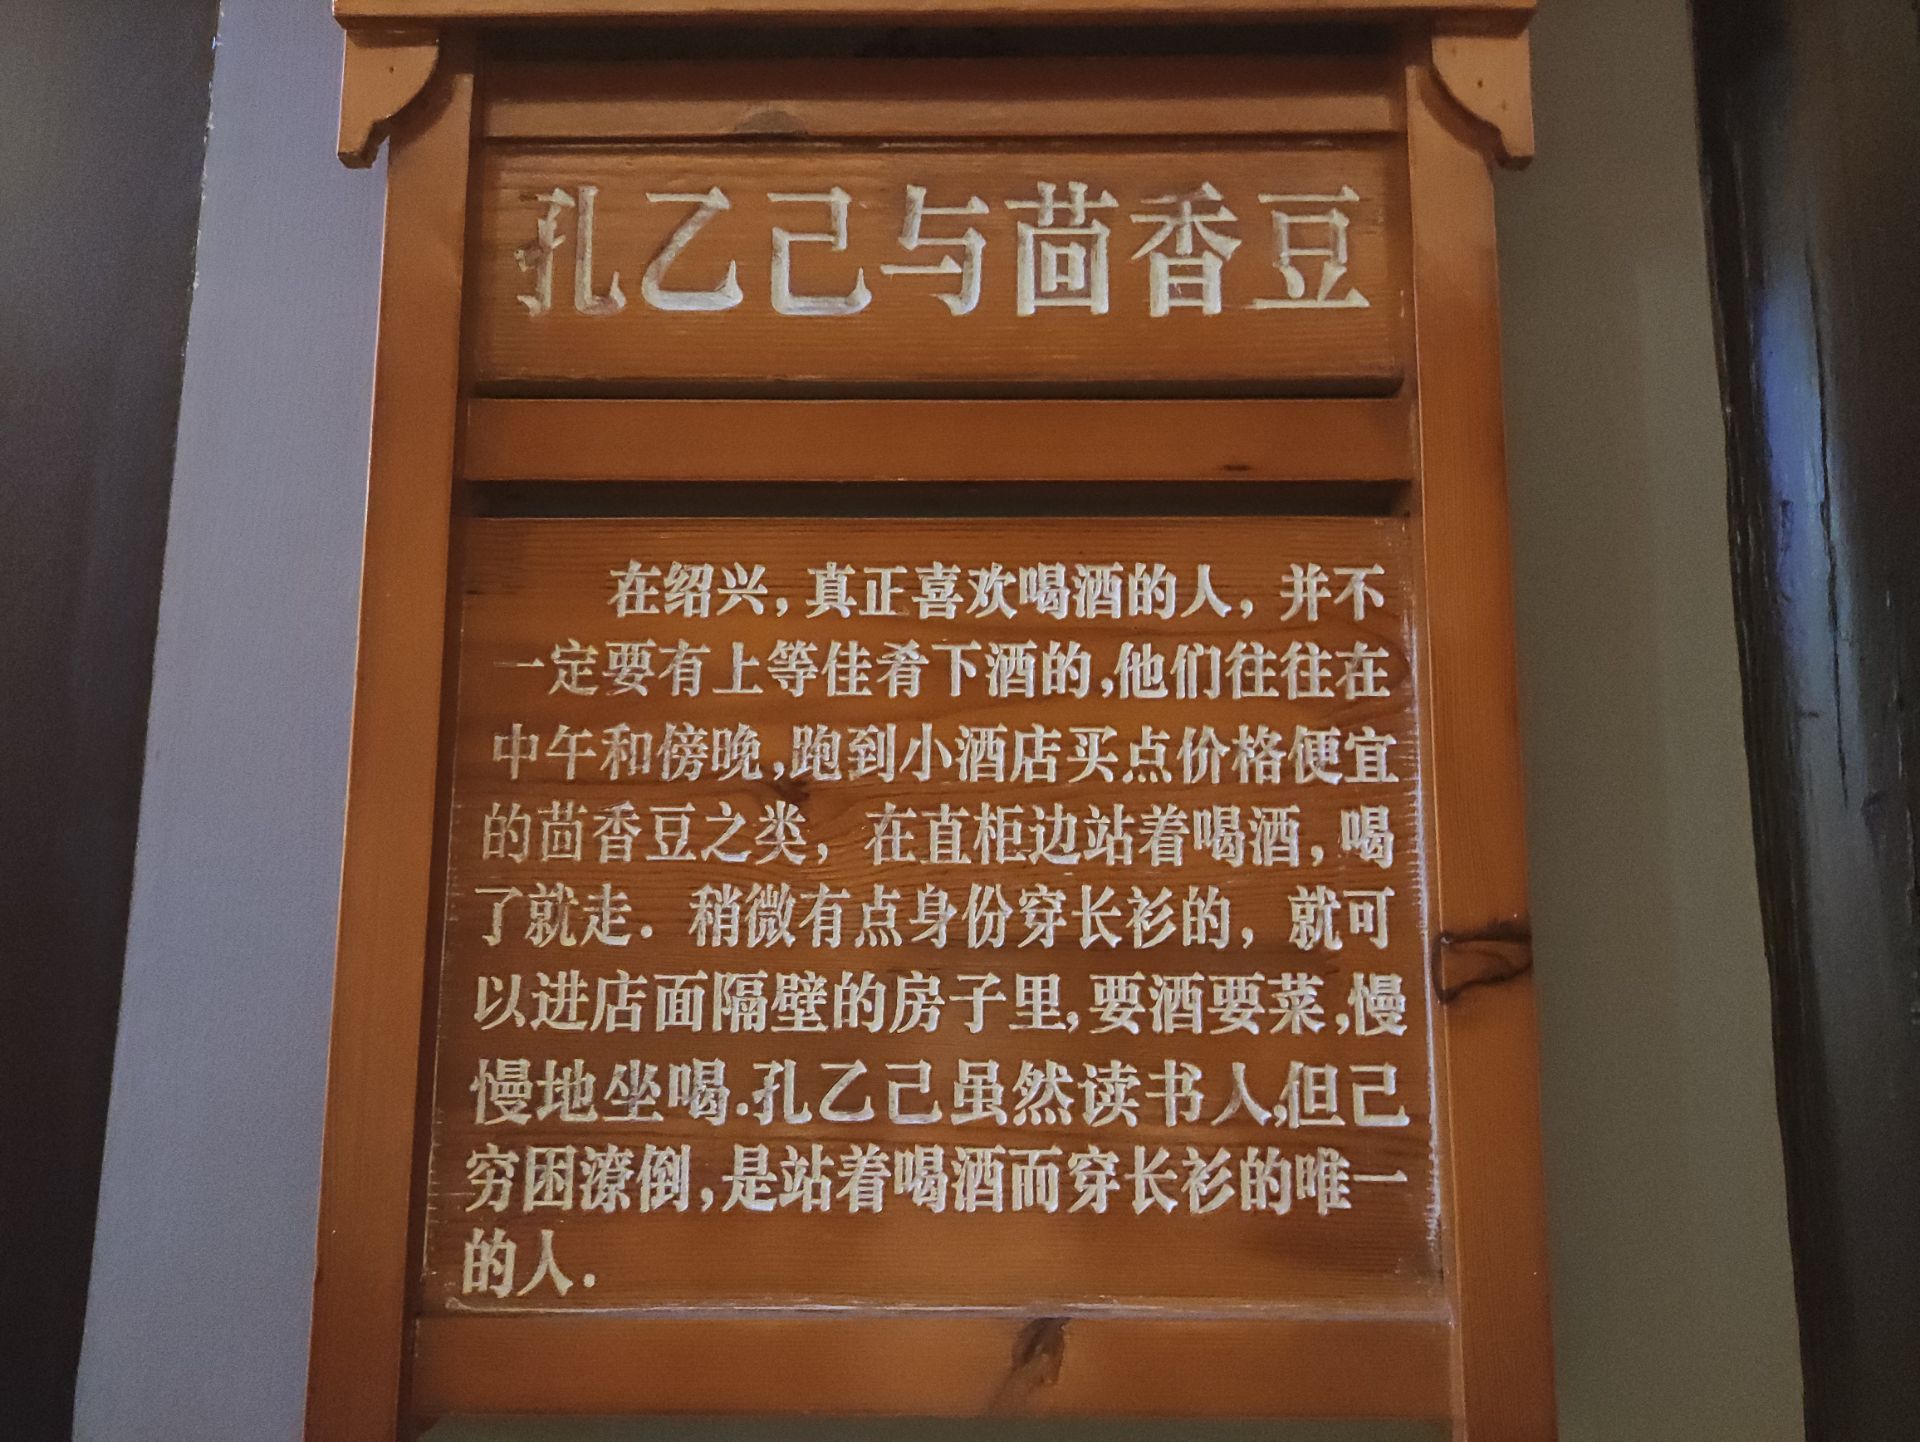 孔乙己与茴香豆
在绍兴,真正喜欢喝酒的人,并不
一定要有上等佳肴下酒的,他们往往在
中午和傍晚,跑到小酒店买点价格便宜
的茴香豆之类,在直柜边站着喝酒,喝
了就走.稍微有点身份穿长衫的,就可
以进店面隔壁的房子里,要酒要菜,慢
慢地坐喝.孔乙己虽然读书人,但己
穷困潦倒,是站着喝酒而穿长衫的唯一
的人.